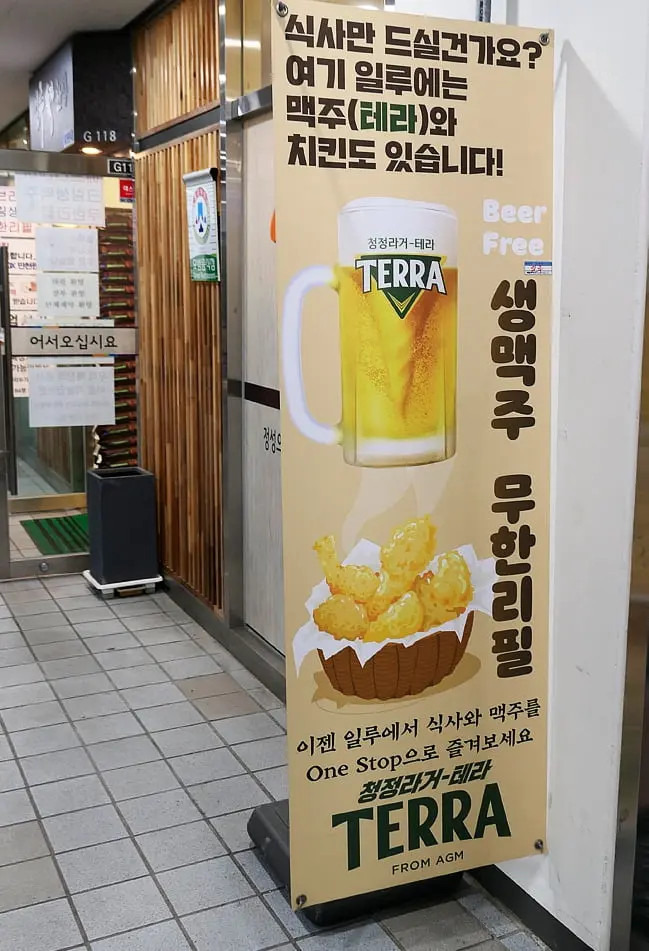 식사만 드실건가요?
여기 일루에는
맥주(테라)와
치킨도 있습니다!
Beer
Free
청정라거-테라
TERRA
생맥주 무한리필
이젠 일루에서 식사와 맥주를
One Stop으로 즐겨보세요
청정라거-테라
TERRA
FROM AGM
G 118
G11
어서오십시요
정성으